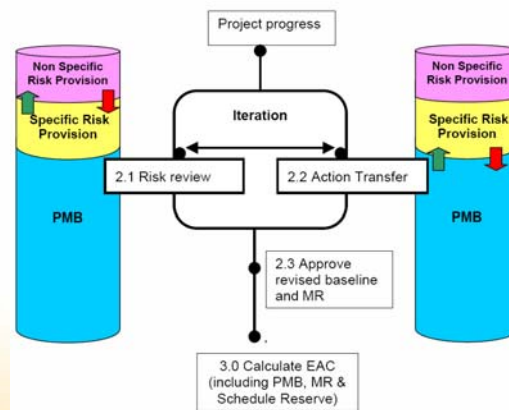 Project progress
Non Specific
Risk Provision
Specific Risk
Provision
PMB
Iteration
2.1 Risk review
2.2 Action Transfer
Non Specific
Risk Provision
Specific Risk
Provision
PMB
2.3 Approve
revised baseline
and MR
3.0 Calculate EAC
(including PMB, MR &
Schedule Reserve)